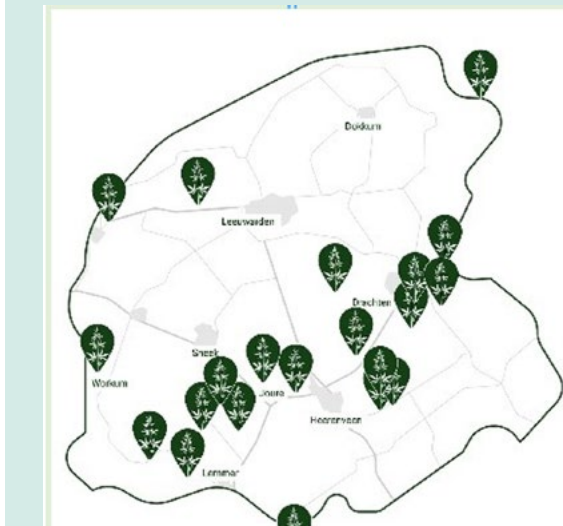 Dokkum
Leeuwarden
Drachten
Sneek
Workum
Joure
Heerenveen
Lemmer